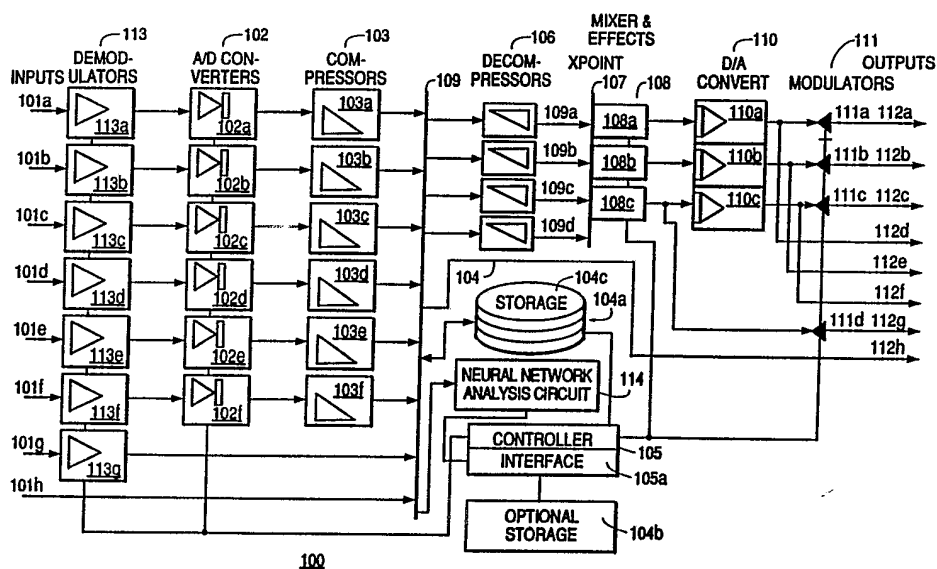 113
102
103
106
MIXER &
EFFECTS
110
111
INPUTS
DEMOD-
ULATORS
A/D CON-
VERTERS
COM-
PRESSORS
109
DECOM-
PRESSORS
XPOINT
107
108
D/A
CONVERT
MODULATORS
OUTPUTS
101a
113a
102a
103a
109a
108a
110a
111a
112a
101b
113b
102b
103b
109b
108b
110b
111b
112b
101c
113c
102c
103c
109c
108c
110c
111c
112c
109d
112d
101d
113d
102d
103d
104
104c
STORAGE
104a
112e
112f
101e
113e
102e
103e
111d
112g
112h
101f
113f
102f
103f
NEURAL NETWORK
ANALYSIS CIRCUIT
114
101g
113g
CONTROLLER
105
INTERFACE
105a
101h
OPTIONAL
STORAGE
104b
100